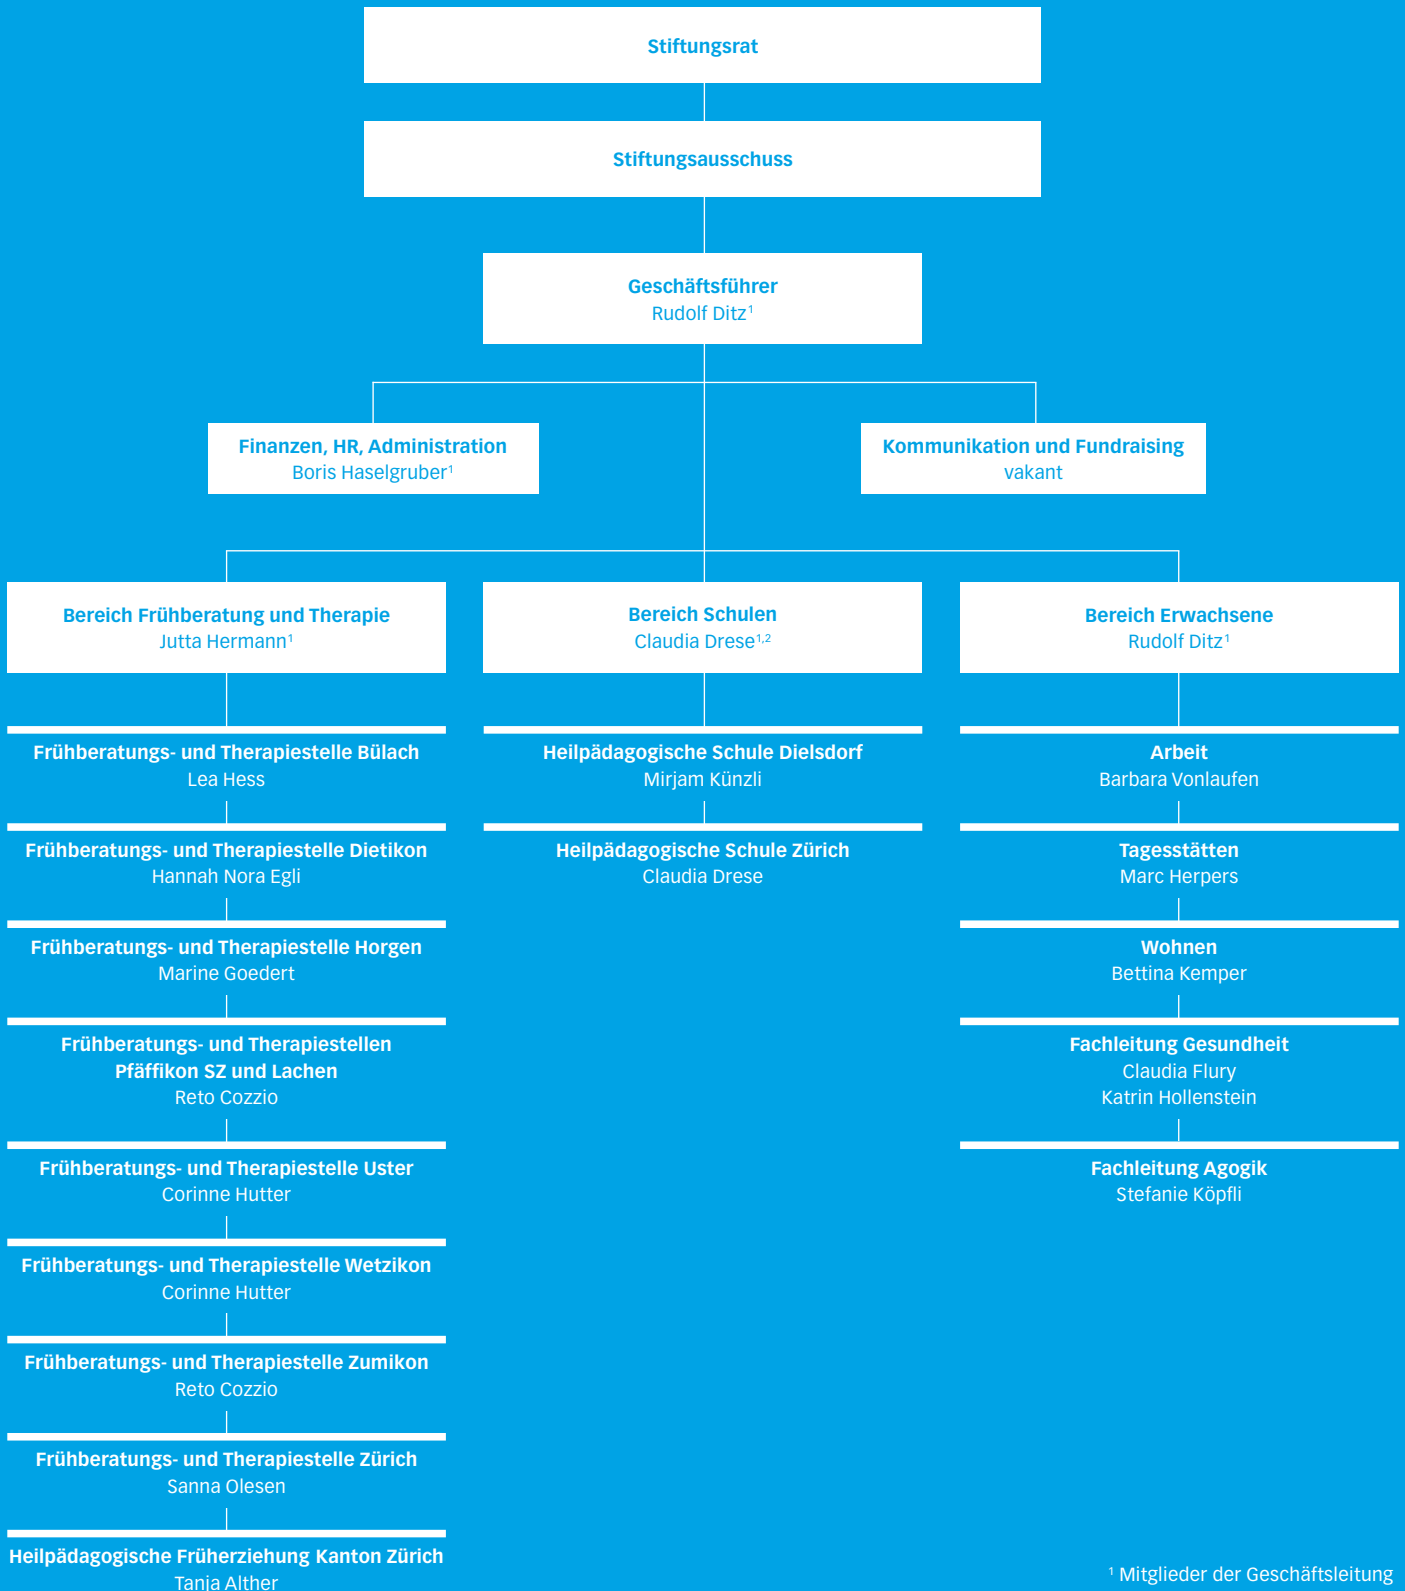 Stiftungsrat
Stiftungsausschuss
Geschäftsführer
Rudolf Ditz¹
Finanzen, HR, Administration
Boris Haselgruber¹
Kommunikation und Fundraising
vakant
Bereich Frühberatung und Therapie
Jutta Hermann¹
Bereich Schulen
Claudia Drese¹,²
Bereich Erwachsene
Rudolf Ditz¹
Frühberatungs- und Therapiestelle Bülach
Lea Hess
Frühberatungs- und Therapiestelle Dietikon
Hannah Nora Egli
Frühberatungs- und Therapiestelle Horgen
Marine Goedert
Frühberatungs- und Therapiestellen
Pfäffikon SZ und Lachen
Reto Cozzio
Frühberatungs- und Therapiestelle Uster
Corinne Hutter
Frühberatungs- und Therapiestelle Wetzikon
Corinne Hutter
Frühberatungs- und Therapiestelle Zumikon
Reto Cozzio
Frühberatungs- und Therapiestelle Zürich
Sanna Olesen
Heilpädagogische Früherziehung Kanton Zürich
Tanja Alther
Heilpädagogische Schule Dielsdorf
Mirjam Künzli
Heilpädagogische Schule Zürich
Claudia Drese
Arbeit
Barbara Vonlaufen
Tagesstätten
Marc Herpers
Wohnen
Bettina Kemper
Fachleitung Gesundheit
Claudia Flury
Katrin Hollenstein
Fachleitung Agogik
Stefanie Köpfli
¹ Mitglieder der Geschäftsleitung